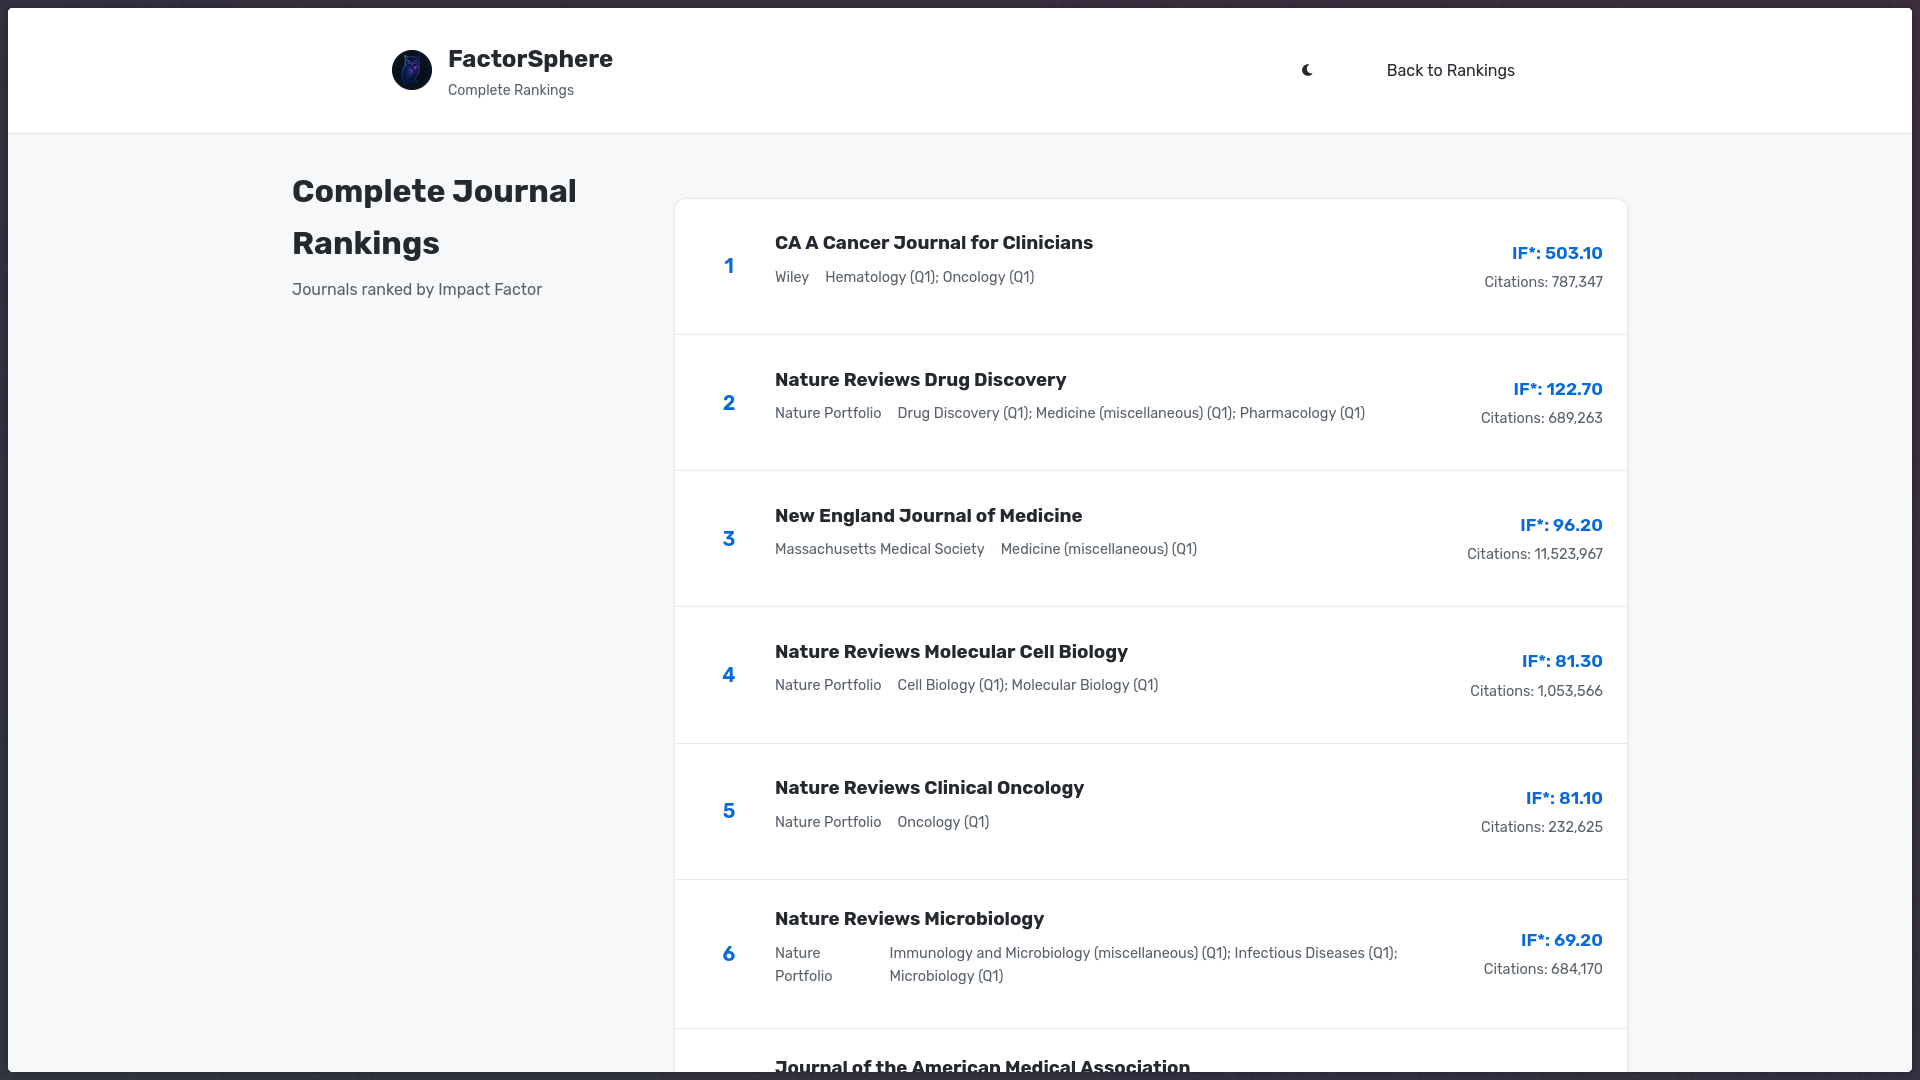 FactorSphere
Complete Rankings
Back to Rankings
Complete Journal
Rankings
Journals ranked by Impact Factor
1
CA A Cancer Journal for Clinicians
Wiley Hematology (Q1); Oncology (Q1)
IF*: 503.10
Citations: 787,347
2
Nature Reviews Drug Discovery
Nature Portfolio Drug Discovery (Q1); Medicine (miscellaneous) (Q1); Pharmacology (Q1)
IF*: 122.70
Citations: 689,263
3
New England Journal of Medicine
Massachusetts Medical Society Medicine (miscellaneous) (Q1)
IF*: 96.20
Citations: 11,523,967
4
Nature Reviews Molecular Cell Biology
Nature Portfolio Cell Biology (Q1); Molecular Biology (Q1)
IF*: 81.30
Citations: 1,053,566
5
Nature Reviews Clinical Oncology
Nature Portfolio Oncology (Q1)
IF*: 81.10
Citations: 232,625
6
Nature Reviews Microbiology
Nature Portfolio
Immunology and Microbiology (miscellaneous) (Q1); Infectious Diseases (Q1);
Microbiology (Q1)
IF*: 69.20
Citations: 684,170
Journal of the American Medical Association